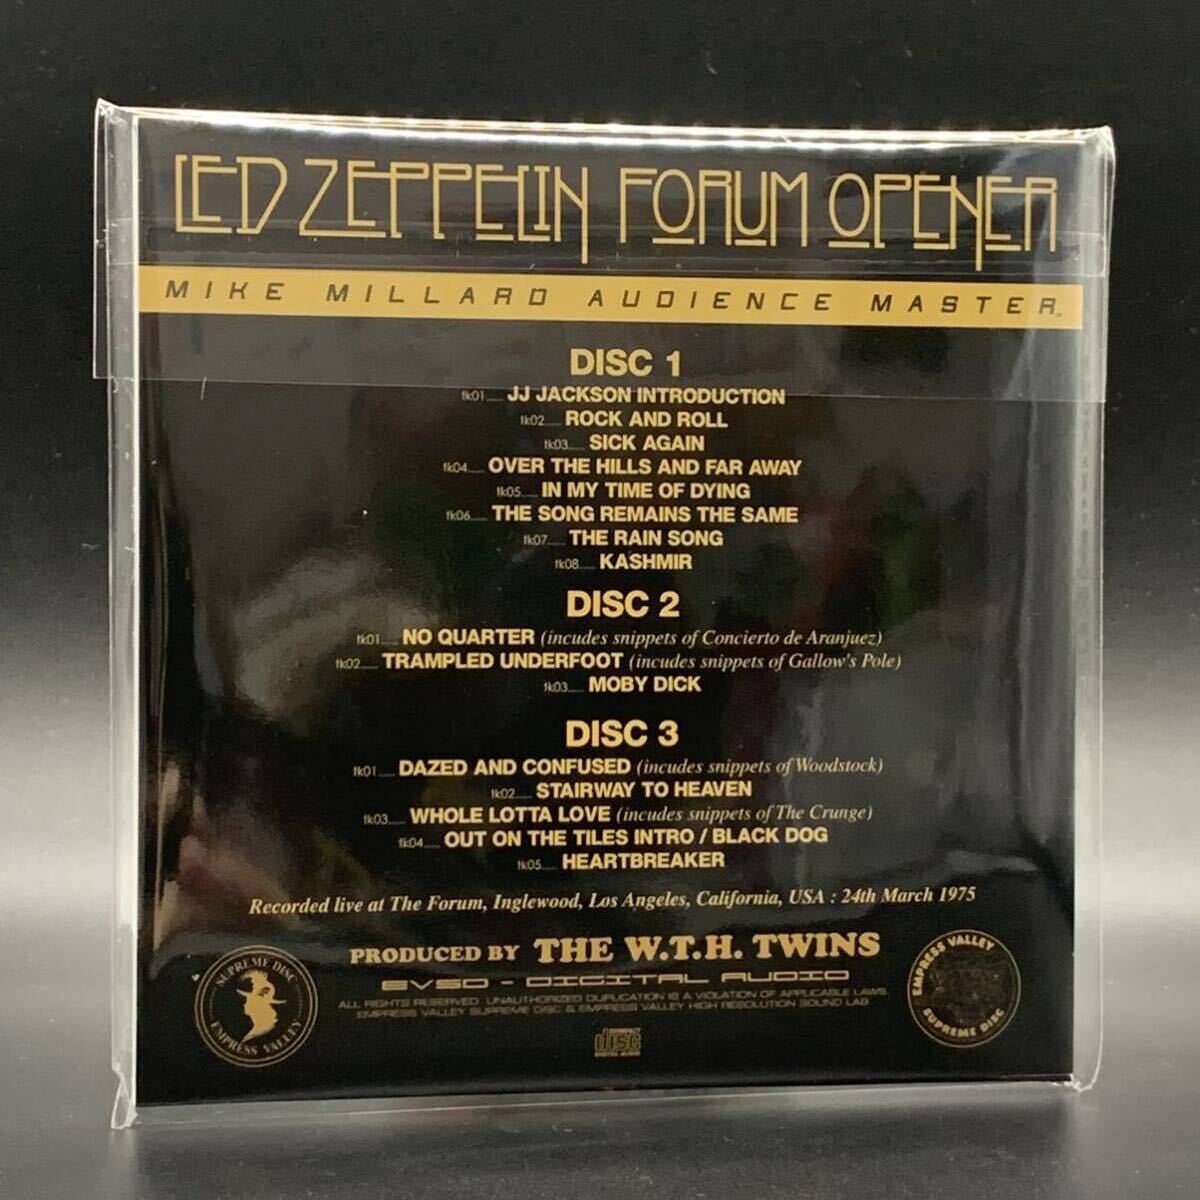 LED ZEPPELIN FORUM OPENER
MIKE MILLARD AUDIENCE MASTER
DISC 1
tk01...... JJ JACKSON INTRODUCTION
tk02...... ROCK AND ROLL
tk03...... SICK AGAIN
tk04...... OVER THE HILLS AND FAR AWAY
tk05...... IN MY TIME OF DYING
tk06...... THE SONG REMAINS THE SAME
tk07...... THE RAIN SONG
tk08...... KASHMIR
DISC 2
tk01...... NO QUARTER (incudes snippets of Concierto de Aranjuez)
tk02...... TRAMPLED UNDERFOOT (incudes snippets of Gallow's Pole)
tk03...... MOBY DICK
DISC 3
tk01...... DAZED AND CONFUSED (incudes snippets of Woodstock)
tk02...... STAIRWAY TO HEAVEN
tk03...... WHOLE LOTTA LOVE (incudes snippets of The Crunge)
tk04...... OUT ON THE TILES INTRO / BLACK DOG
tk05...... HEARTBREAKER
Recorded live at The Forum, Inglewood, Los Angeles, California, USA : 24th March 1975
PRODUCED BY THE W.T.H. TWINS
EVSD - DIGITAL AUDIO
ALL RIGHTS RESERVED. UNAUTHORIZED DUPLICATION IS A VIOLATION OF APPLICABLE LAWS.
EMPRESS VALLEY SUPREME DISC & EMPRESS VALLEY HIGH RESOLUTION SOUND LAB.
SUPREME DISC
EMPRESS VALLEY
COMPACT
disc
DIGITAL AUDIO
EMPRESS VALLEY
SUPREME DISC